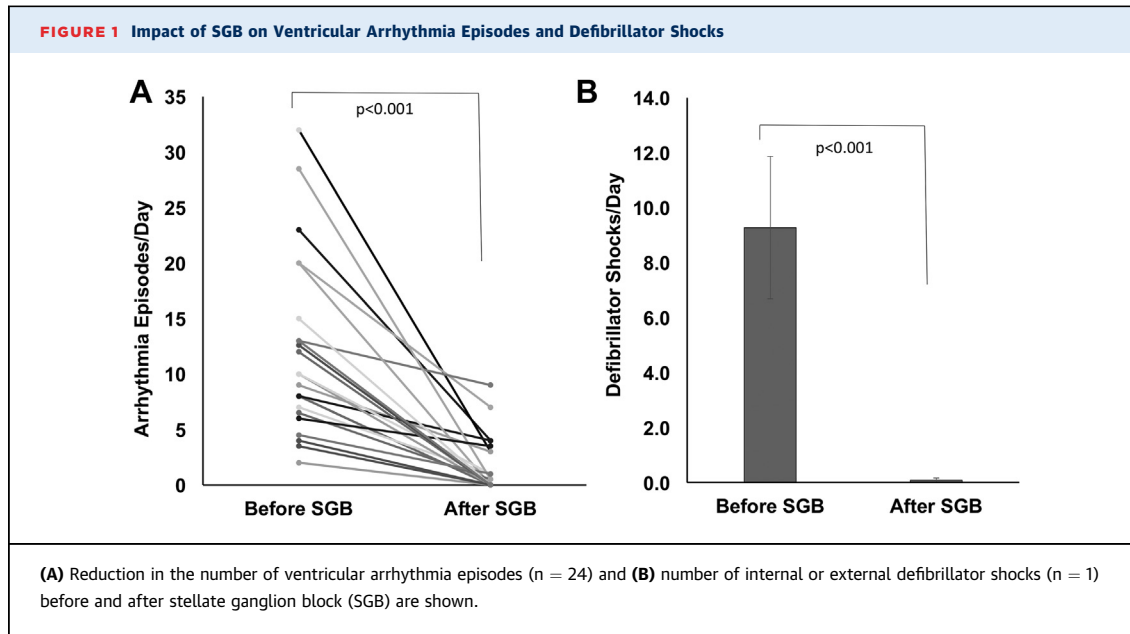 FIGURE 1 Impact of SGB on Ventricular Arrhythmia Episodes and Defibrillator Shocks
A
35
30
25
20
15
10
5
0
Arrhythmia Episodes/Day
p<0.001
Before SGB
After SGB
B
14.0
12.0
10.0
8.0
6.0
4.0
2.0
0.0
Defibrillator Shocks/Day
p<0.001
Before SGB
After SGB
(A) Reduction in the number of ventricular arrhythmia episodes (n = 24) and (B) number of internal or external defibrillator shocks (n = 1)
before and after stellate ganglion block (SGB) are shown.